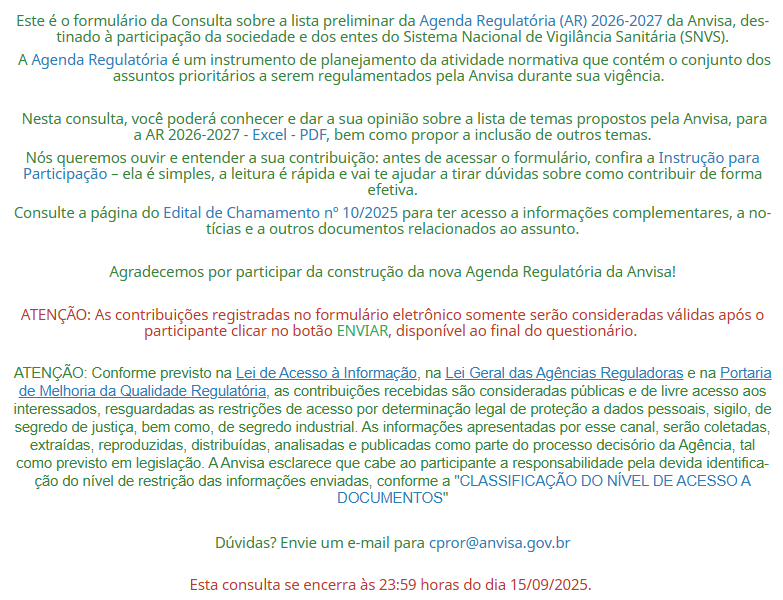 Este é o formulário da Consulta sobre a lista preliminar da Agenda Regulatória (AR) 2026-2027 da Anvisa, des-
tinado à participação da sociedade e dos entes do Sistema Nacional de Vigilância Sanitária (SNVS).
A Agenda Regulatória é um instrumento de planejamento da atividade normativa que contém o conjunto dos
assuntos prioritários a serem regulamentados pela Anvisa durante sua vigência.
Nesta consulta, você poderá conhecer e dar a sua opinião sobre a lista de temas propostos pela Anvisa, para
a AR 2026-2027 - Excel - PDF, bem como propor a inclusão de outros temas.
Nós queremos ouvir e entender a sua contribuição: antes de acessar o formulário, confira a Instrução para
Participação – ela é simples, a leitura é rápida e vai te ajudar a tirar dúvidas sobre como contribuir de forma
efetiva.
Consulte a página do Edital de Chamamento nº 10/2025 para ter acesso a informações complementares, a no-
tícias e a outros documentos relacionados ao assunto.
Agradecemos por participar da construção da nova Agenda Regulatória da Anvisa!
ATENÇÃO: As contribuições registradas no formulário eletrônico somente serão consideradas válidas após o
participante clicar no botão ENVIAR, disponível ao final do questionário.
ATENÇÃO: Conforme previsto na Lei de Acesso à Informação, na Lei Geral das Agências Reguladoras e na Portaria
de Melhoria da Qualidade Regulatória, as contribuições recebidas são consideradas públicas e de livre acesso aos
interessados, resguardadas as restrições de acesso por determinação legal de proteção a dados pessoais, sigilo, de
segredo de justiça, bem como, de segredo industrial. As informações apresentadas por esse canal, serão coletadas,
extraídas, reproduzidas, distribuídas, analisadas e publicadas como parte do processo decisório da Agência, tal
como previsto em legislação. A Anvisa esclarece que cabe ao participante a responsabilidade pela devida identifica-
ção do nível de restrição das informações enviadas, conforme a "CLASSIFICAÇÃO DO NÍVEL DE ACESSO A
DOCUMENTOS"
Dúvidas? Envie um e-mail para cpror@anvisa.gov.br
Esta consulta se encerra às 23:59 horas do dia 15/09/2025.